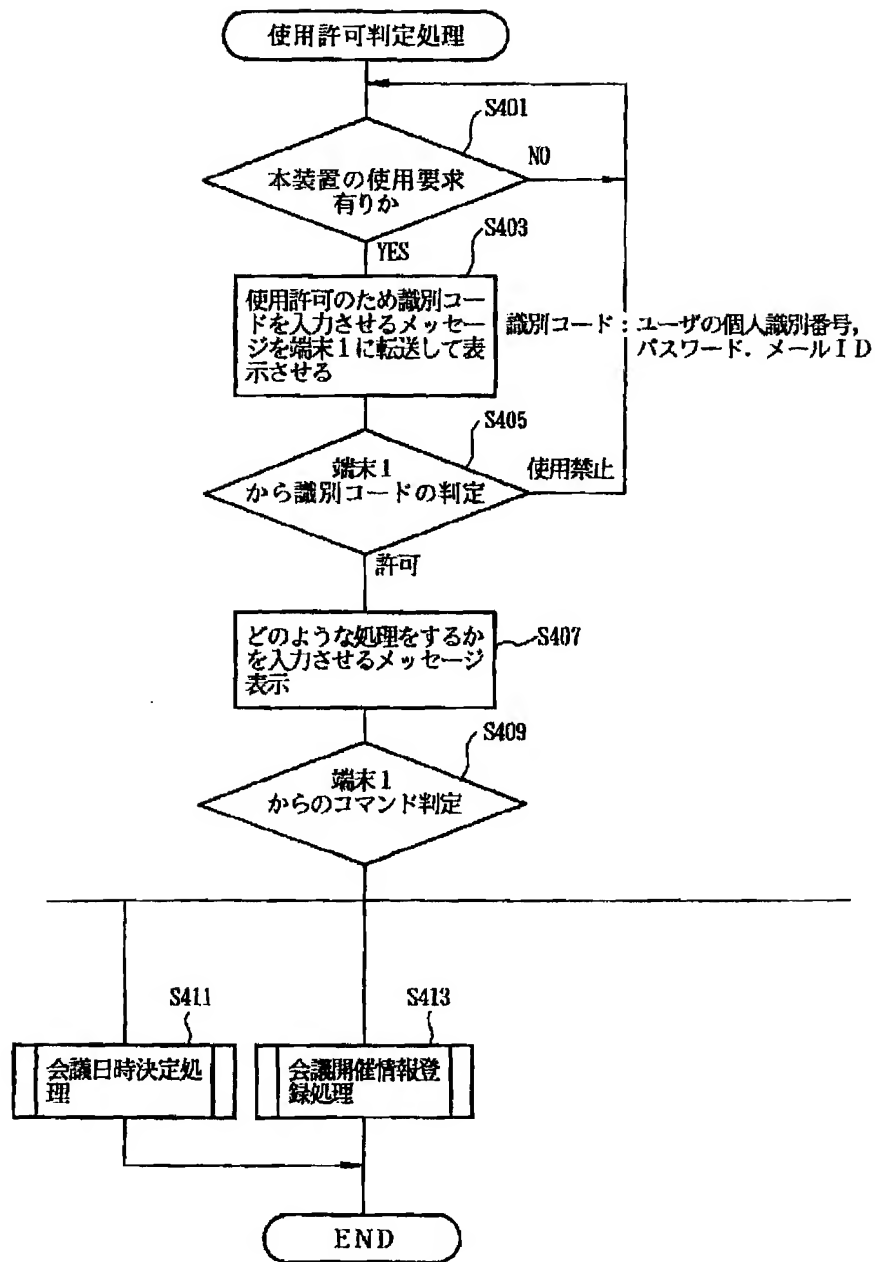 使用許可判定処理
S401
NO
本装置の使用要求
有りか
S403
YES
使用許可のため識別コー
ドを入力させるメッセー
ジを端末1に転送して表
示させる
識別コード:ユーザの個人識別番号,
パスワード.メールID
S405
端末1
から識別コードの判定
使用禁止
許可
どのような処理をするか
を入力させるメッセージ
表示
S407
S409
端末1
からのコマンド判定
S411
S413
会議日時決定処
理
会議開催情報登
録処理
END